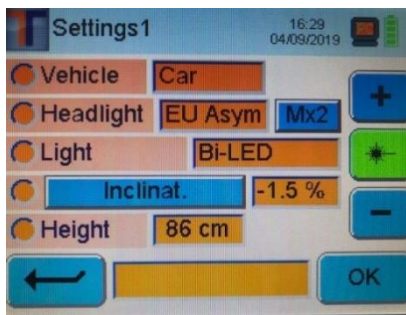 Settings1 16:29
04/09/2019
Vehicle Car
Headlight EU Asym Mx2
+
Light Bi-LED
Inclinat. -1.5 %
−
Height 86 cm
OK